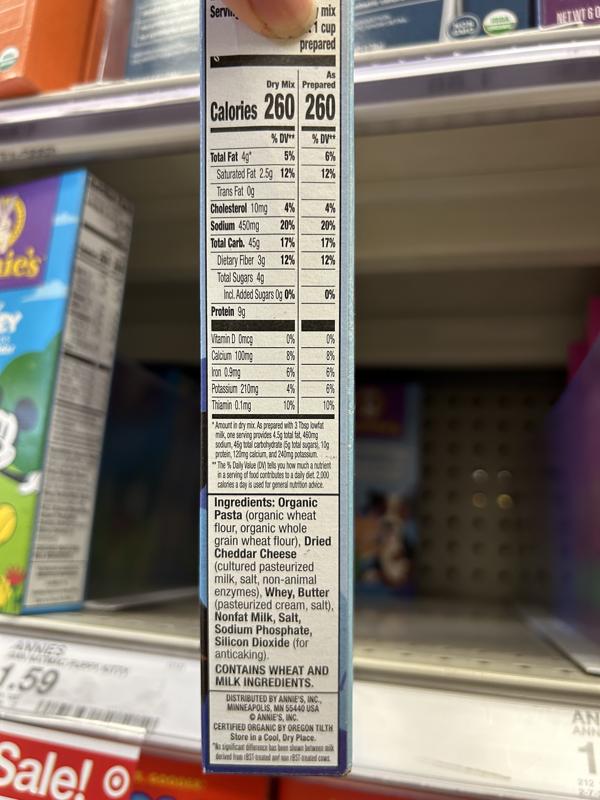 mix
1 cup
prepared
Dry Mix
As Prepared
Calories 260 260
% DV** % DV**
Total Fat 4g* 5% 6%
Saturated Fat 2.5g 12% 12%
Trans Fat 0g
Cholesterol 10mg 4% 4%
Sodium 450mg 20% 20%
Total Carb. 45g 17% 17%
Dietary Fiber 3g 12% 12%
Total Sugars 4g
Incl. Added Sugars 0g 0% 0%
Protein 9g
Vitamin D 0mcg 0% 0%
Calcium 100mg 8% 8%
Iron 0.9mg 6% 6%
Potassium 210mg 4% 6%
Thiamin 0.1mg 10% 10%
* Amount in dry mix. As prepared with 3 Tbsp lowfat
milk, one serving provides 4.5g total fat, 460mg
sodium, 46g total carbohydrate (5g total sugars), 10g
protein, 120mg calcium, and 240mg potassium.
** The % Daily Value (DV) tells you how much a nutrient
in a serving of food contributes to a daily diet. 2,000
calories a day is used for general nutrition advice.
Ingredients: Organic
Pasta (organic wheat
flour, organic whole
grain wheat flour), Dried
Cheddar Cheese
(cultured pasteurized
milk, salt, non-animal
enzymes), Whey, Butter
(pasteurized cream, salt),
Nonfat Milk, Salt,
Sodium Phosphate,
Silicon Dioxide (for
anticaking).
CONTAINS WHEAT AND
MILK INGREDIENTS.
DISTRIBUTED BY ANNIE'S, INC.,
MINNEAPOLIS, MN 55440 USA
© ANNIE'S, INC.
CERTIFIED ORGANIC BY OREGON TILTH
Store in a Cool, Dry Place.
*No significant difference has been shown between milk
derived from rBST-treated and non rBST-treated cows.
ANNIES
1.59
Sale!
NET WT 6 O
USDA